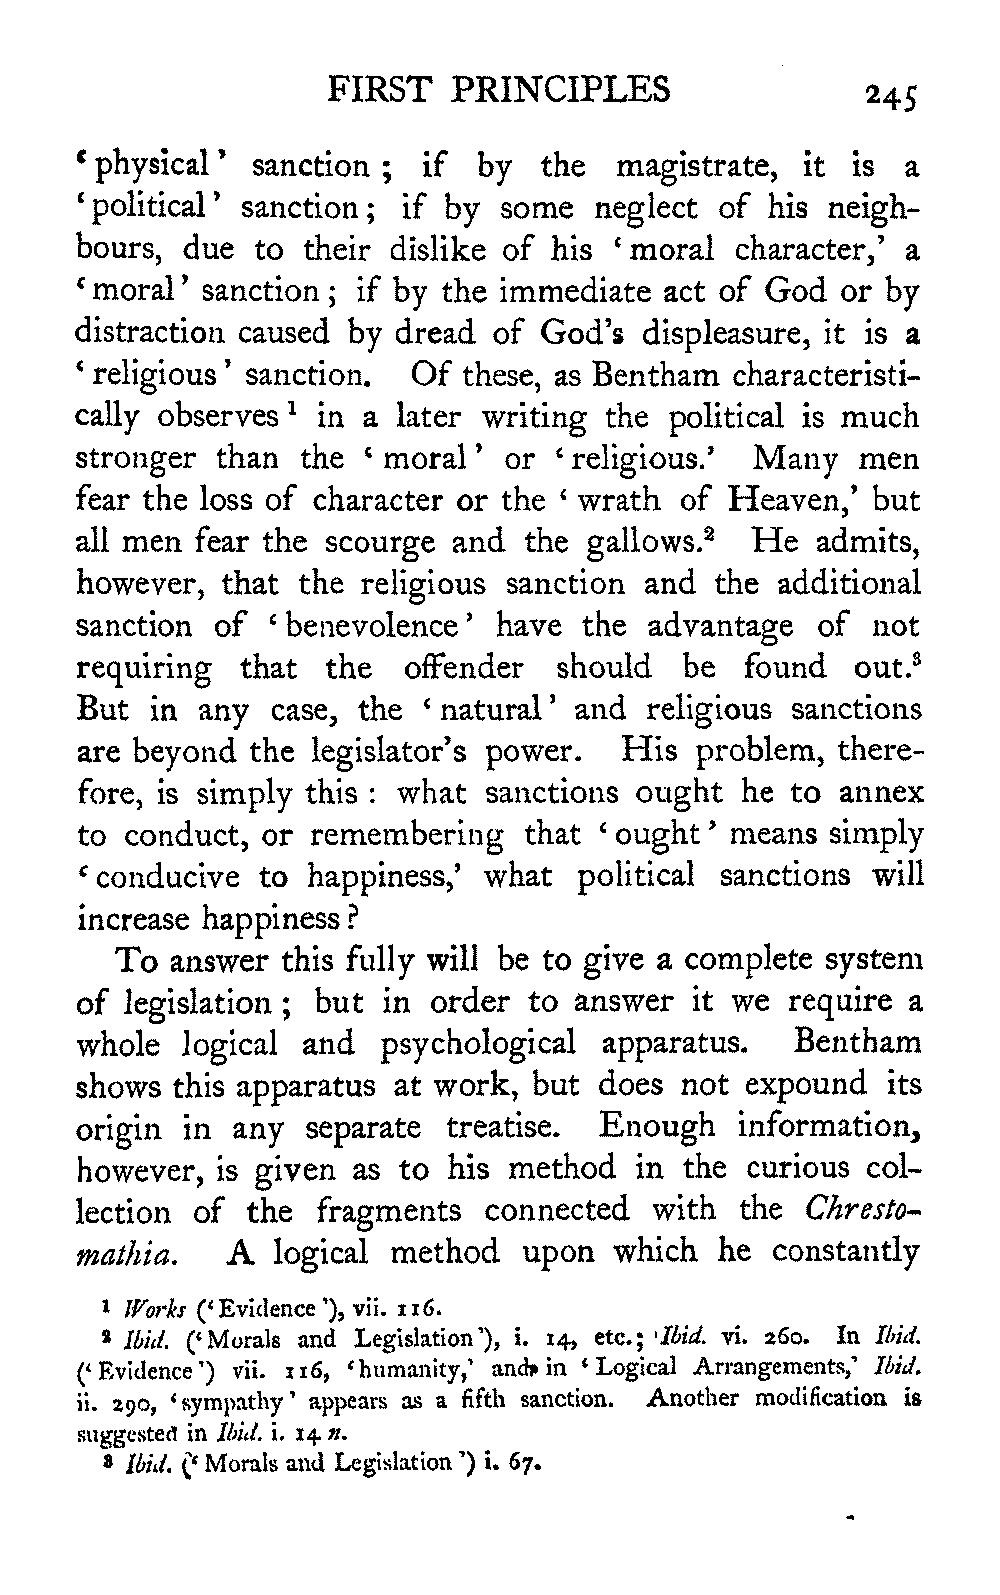 FIRST PRINCIPLES 245
‘physical’ sanction; if by the magistrate, it is a
‘political’ sanction; if by some neglect of his neigh-
bours, due to their dislike of his ‘moral character,’ a
‘moral’ sanction; if by the immediate act of God or by
distraction caused by dread of God’s displeasure, it is a
‘religious’ sanction. Of these, as Bentham characteristi-
cally observes¹ in a later writing the political is much
stronger than the ‘moral’ or ‘religious.’ Many men
fear the loss of character or the ‘wrath of Heaven,’ but
all men fear the scourge and the gallows.² He admits,
however, that the religious sanction and the additional
sanction of ‘benevolence’ have the advantage of not
requiring that the offender should be found out.³
But in any case, the ‘natural’ and religious sanctions
are beyond the legislator’s power. His problem, there-
fore, is simply this: what sanctions ought he to annex
to conduct, or remembering that ‘ought’ means simply
‘conducive to happiness,’ what political sanctions will
increase happiness?
To answer this fully will be to give a complete system
of legislation; but in order to answer it we require a
whole logical and psychological apparatus. Bentham
shows this apparatus at work, but does not expound its
origin in any separate treatise. Enough information,
however, is given as to his method in the curious col-
lection of the fragments connected with the Chresto-
mathia. A logical method upon which he constantly
¹ Works (‘Evidence’), vii. 116.
² Ibid. (‘Morals and Legislation’), i. 14, etc.; Ibid. vi. 260. In Ibid.
(‘Evidence’) vii. 116, ‘humanity,’ and in ‘Logical Arrangements,’ Ibid.
ii. 290, ‘sympathy’ appears as a fifth sanction. Another modification is
suggested in Ibid. i. 14 n.
³ Ibid. (‘Morals and Legislation’) i. 67.